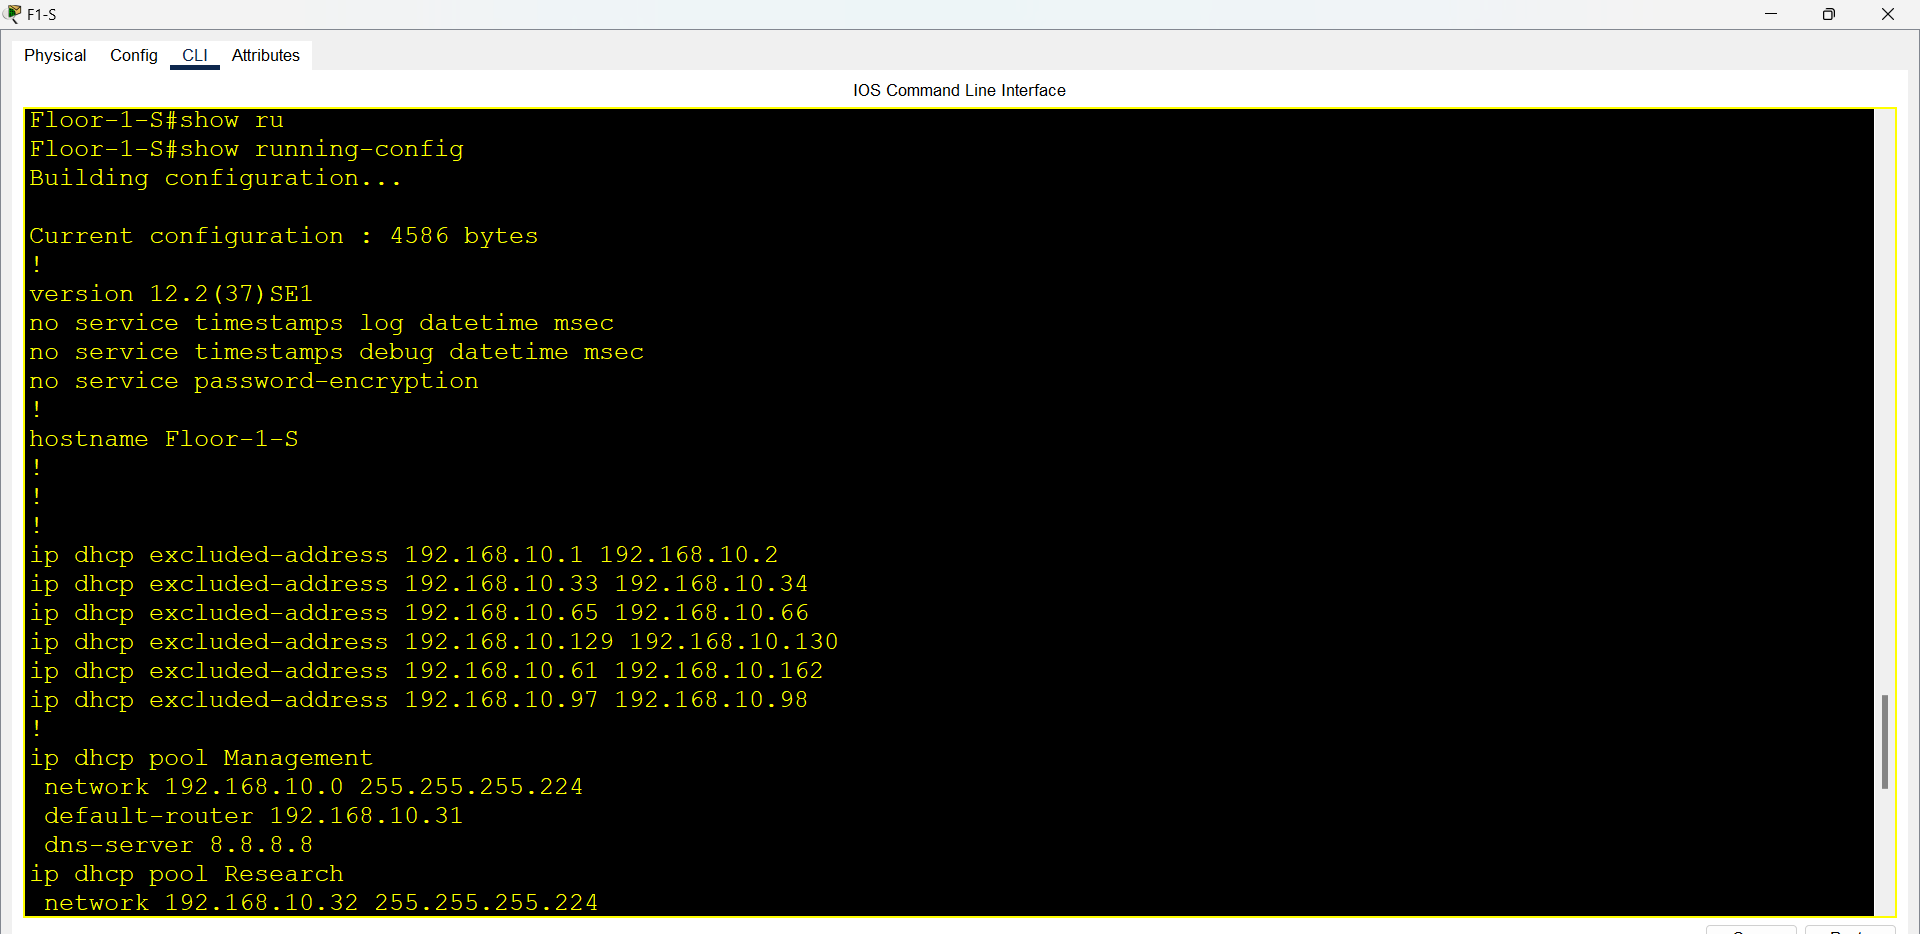 F1-S
Physical Config CLI Attributes
IOS Command Line Interface
Floor-1-S#show ru
Floor-1-S#show running-config
Building configuration...
Current configuration : 4586 bytes
!
version 12.2(37)SE1
no service timestamps log datetime msec
no service timestamps debug datetime msec
no service password-encryption
!
hostname Floor-1-S
!
!
!
ip dhcp excluded-address 192.168.10.1 192.168.10.2
ip dhcp excluded-address 192.168.10.33 192.168.10.34
ip dhcp excluded-address 192.168.10.65 192.168.10.66
ip dhcp excluded-address 192.168.10.129 192.168.10.130
ip dhcp excluded-address 192.168.10.61 192.168.10.162
ip dhcp excluded-address 192.168.10.97 192.168.10.98
!
ip dhcp pool Management
network 192.168.10.0 255.255.255.224
default-router 192.168.10.31
dns-server 8.8.8.8
ip dhcp pool Research
network 192.168.10.32 255.255.255.224